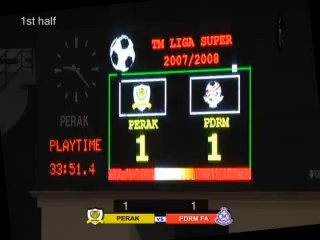 1st half
TM LIGA SUPER
2007/2008
PERAK
PERAK PDRM
1 1
PLAYTIME
33:51.4
1 1
PERAK VS PDRM FA